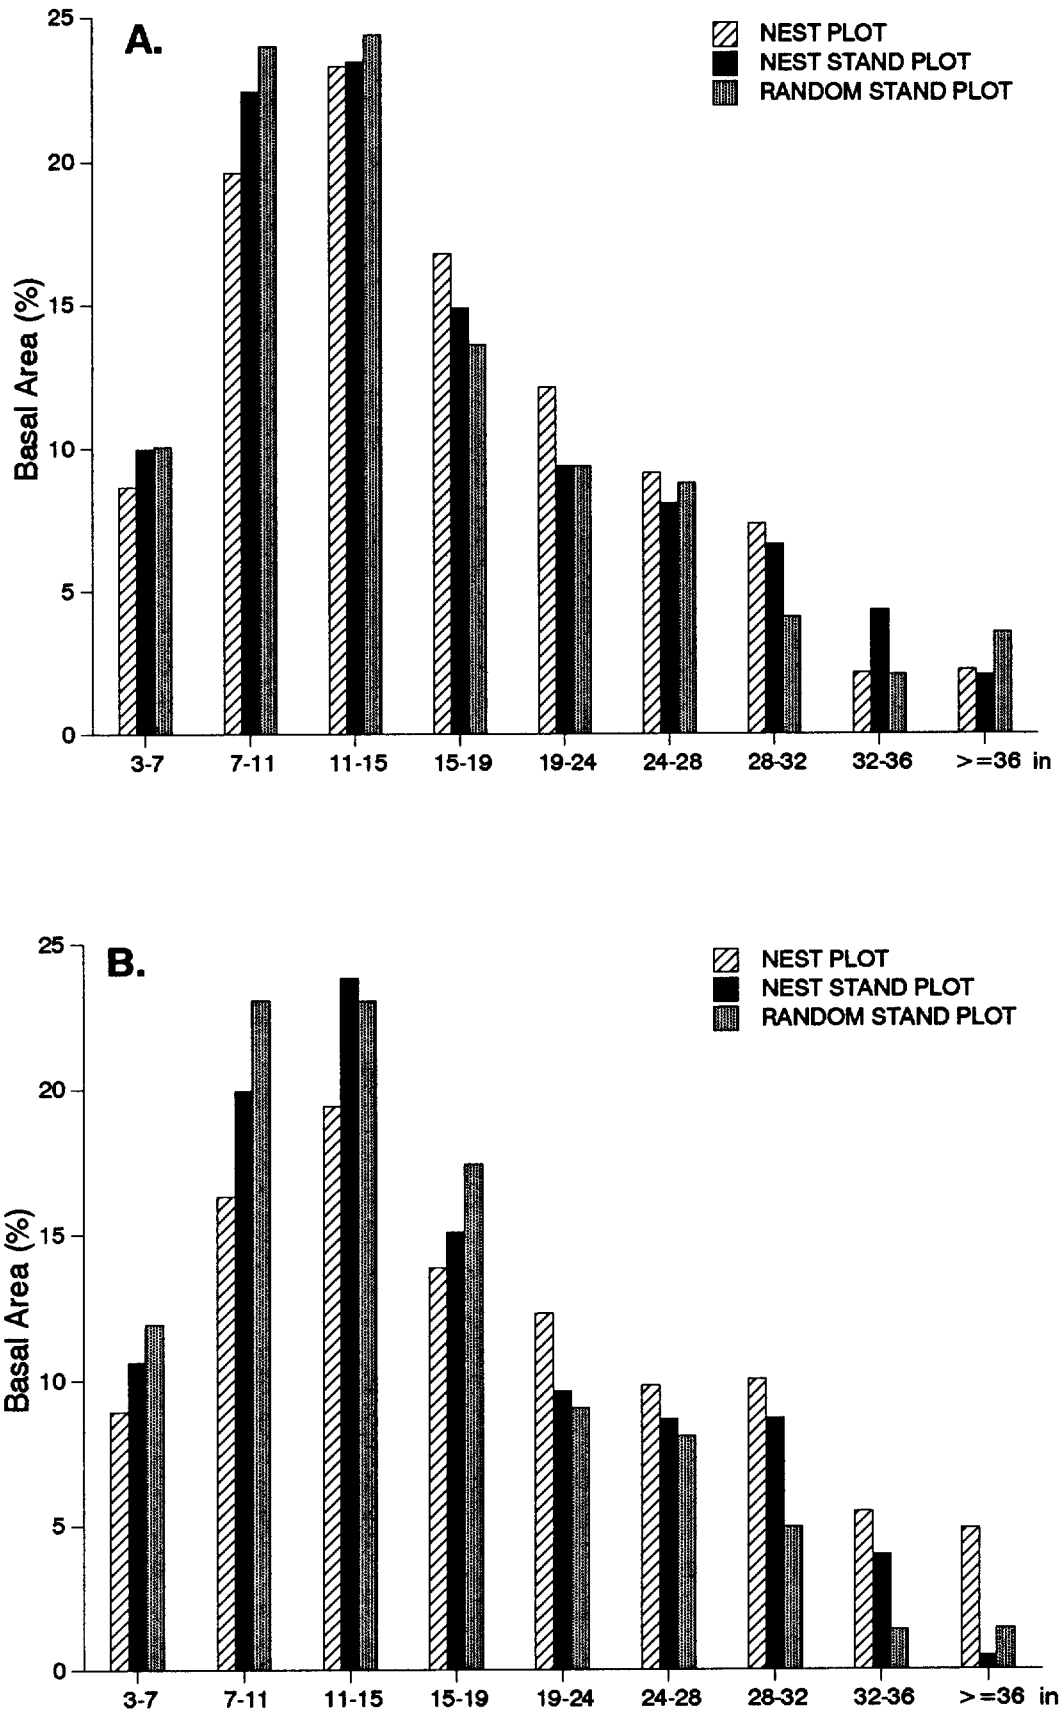 A.
NEST PLOT
NEST STAND PLOT
RANDOM STAND PLOT
25
20
15
10
5
0
Basal Area (%)
3-7 7-11 11-15 15-19 19-24 24-28 28-32 32-36 >=36 in
B.
NEST PLOT
NEST STAND PLOT
RANDOM STAND PLOT
25
20
15
10
5
0
Basal Area (%)
3-7 7-11 11-15 15-19 19-24 24-28 28-32 32-36 >=36 in